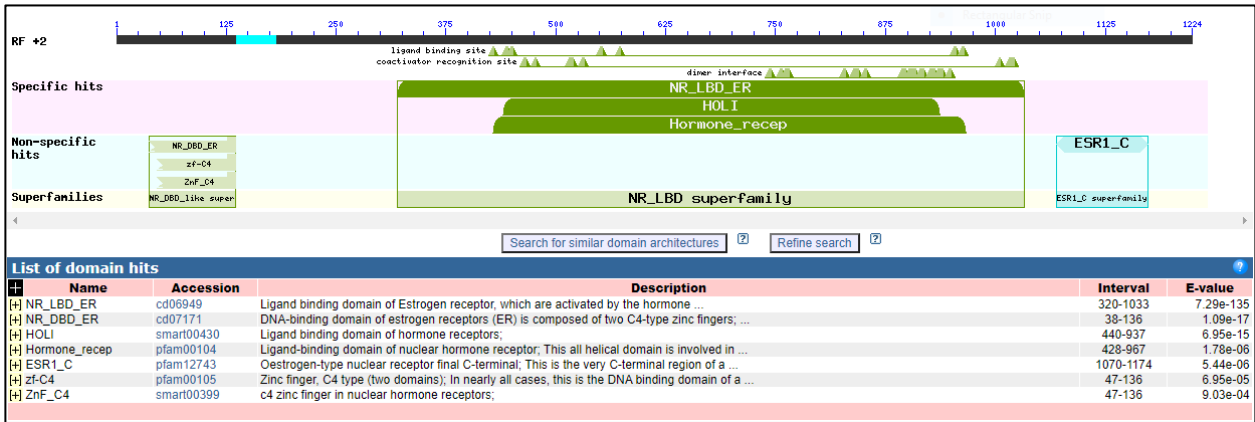 1 125 250 375 500 625 750 875 1000 1125 1224
RF +2
ligand binding site
coactivator recognition site
dimer interface
Specific hits
NR_LBD_ER
HOLI
Hormone_recep
Non-specific
hits
NR_DBD_ER
zf-C4
ZnF_C4
ESR1_C
Superfamilies
NR_DBD_like super
NR_LBD superfamily
ESR1_C superfamily
Search for similar domain architectures ? Refine search ?
List of domain hits ?
+ Name Accession Description Interval E-value
[+] NR_LBD_ER cd06949 Ligand binding domain of Estrogen receptor, which are activated by the hormone ... 320-1033 7.29e-135
[+] NR_DBD_ER cd07171 DNA-binding domain of estrogen receptors (ER) is composed of two C4-type zinc fingers; ... 38-136 1.09e-17
[+] HOLI smart00430 Ligand binding domain of hormone receptors; 440-937 6.95e-15
[+] Hormone_recep pfam00104 Ligand-binding domain of nuclear hormone receptor; This all helical domain is involved in ... 428-967 1.78e-06
[+] ESR1_C pfam12743 Oestrogen-type nuclear receptor final C-terminal; This is the very C-terminal region of a ... 1070-1174 5.44e-06
[+] zf-C4 pfam00105 Zinc finger, C4 type (two domains); In nearly all cases, this is the DNA binding domain of a ... 47-136 6.95e-05
[+] ZnF_C4 smart00399 c4 zinc finger in nuclear hormone receptors; 47-136 9.03e-04